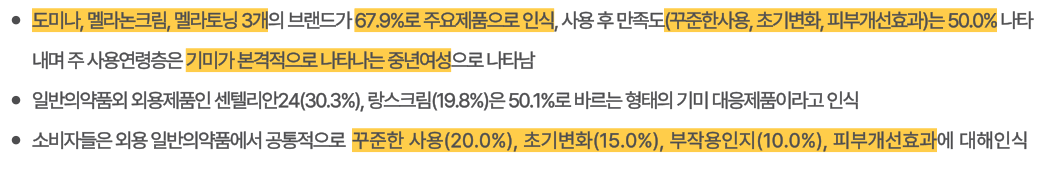 • 도미나, 멜라논크림, 멜라토닝 3개의 브랜드가 67.9%로 주요제품으로 인식, 사용 후 만족도(꾸준한사용, 초기변화, 피부개선효과)는 50.0% 나타
내며 주 사용연령층은 기미가 본격적으로 나타나는 중년여성으로 나타남
• 일반의약품외 외용제품인 센텔리안24(30.3%), 랑스크림(19.8%)은 50.1%로 바르는 형태의 기미 대응제품이라고 인식
• 소비자들은 외용 일반의약품에서 공통적으로 꾸준한 사용(20.0%), 초기변화(15.0%), 부작용인지(10.0%), 피부개선효과에 대해인식